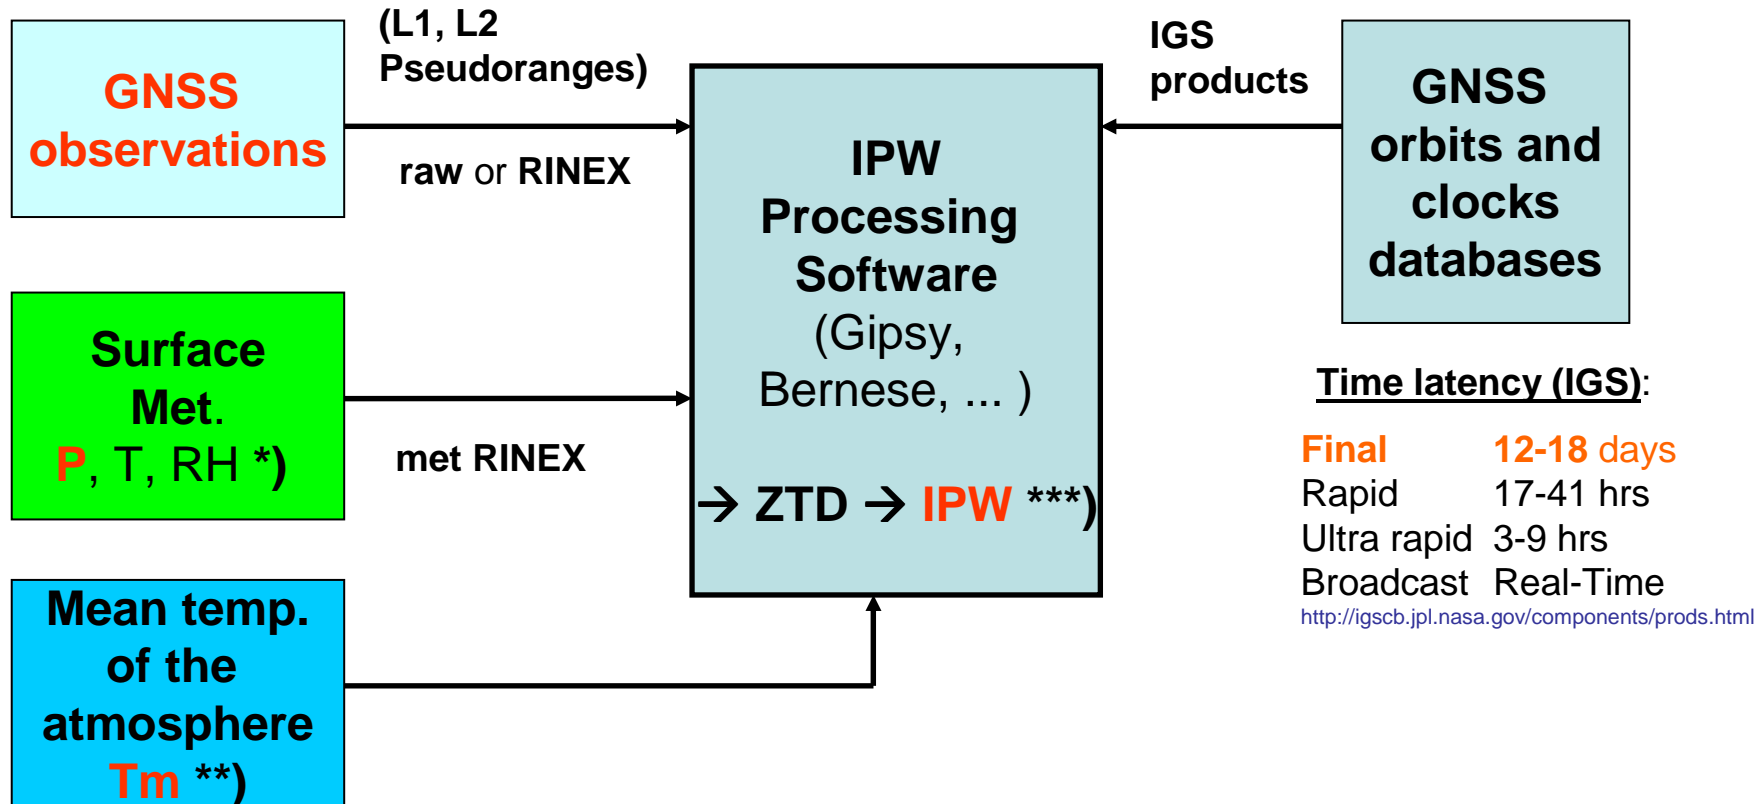 GNSS
observations
(L1, L2
Pseudoranges)
raw or RINEX
Surface
Met.
P, T, RH *)
met RINEX
Mean temp.
of the
atmosphere
Tm **)
IPW
Processing
Software
(Gipsy,
Bernese, ... )
→ ZTD → IPW ***)
IGS
products
GNSS
orbits and
clocks
databases
Time latency (IGS):
Final 12-18 days
Rapid 17-41 hrs
Ultra rapid 3-9 hrs
Broadcast Real-Time
http://igscb.jpl.nasa.gov/components/prods.html